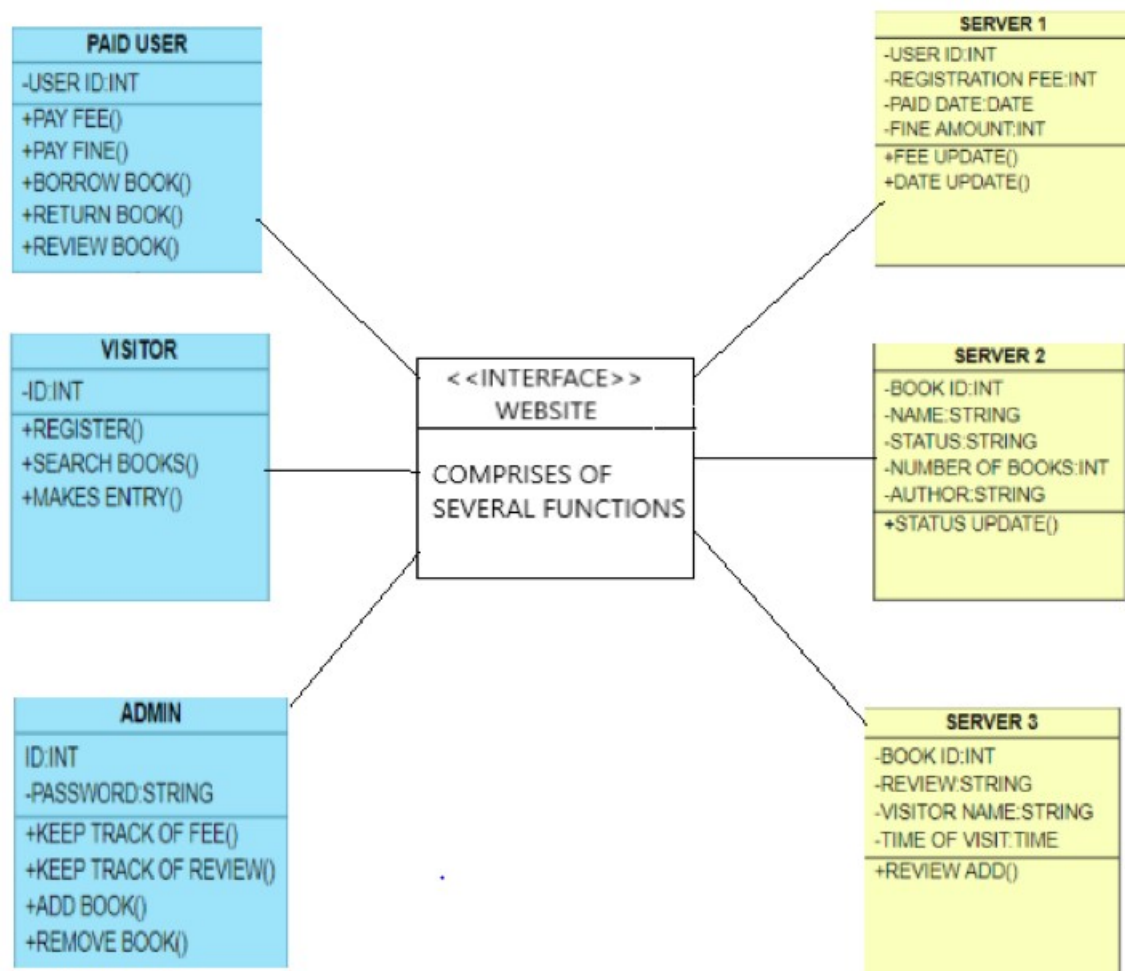 PAID USER
-USER ID:INT
+PAY FEE()
+PAY FINE()
+BORROW BOOK()
+RETURN BOOK()
+REVIEW BOOK()
VISITOR
-ID:INT
+REGISTER()
+SEARCH BOOKS()
+MAKES ENTRY()
ADMIN
ID:INT
-PASSWORD:STRING
+KEEP TRACK OF FEE()
+KEEP TRACK OF REVIEW()
+ADD BOOK()
+REMOVE BOOK()
<<INTERFACE>>
WEBSITE
COMPRISES OF
SEVERAL FUNCTIONS
SERVER 1
-USER ID:INT
-REGISTRATION FEE:INT
-PAID DATE:DATE
-FINE AMOUNT:INT
+FEE UPDATE()
+DATE UPDATE()
SERVER 2
-BOOK ID:INT
-NAME:STRING
-STATUS:STRING
-NUMBER OF BOOKS:INT
-AUTHOR:STRING
+STATUS UPDATE()
SERVER 3
-BOOK ID:INT
-REVIEW:STRING
-VISITOR NAME:STRING
-TIME OF VISIT:TIME
+REVIEW ADD()